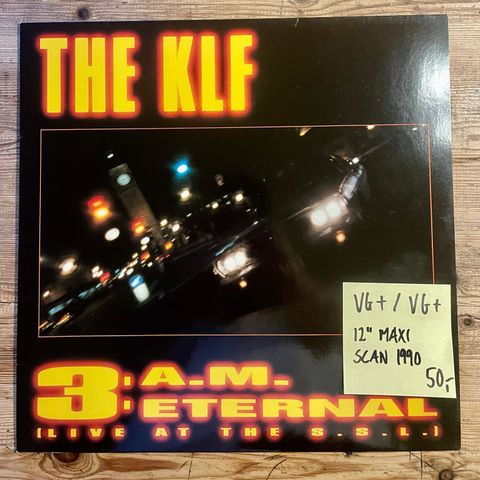 THE KLF
3: A.M.
ETERNAL
(LIVE AT THE S.S.L.)
VG+ / VG+
12" MAXI
SCAN 1990
50,-